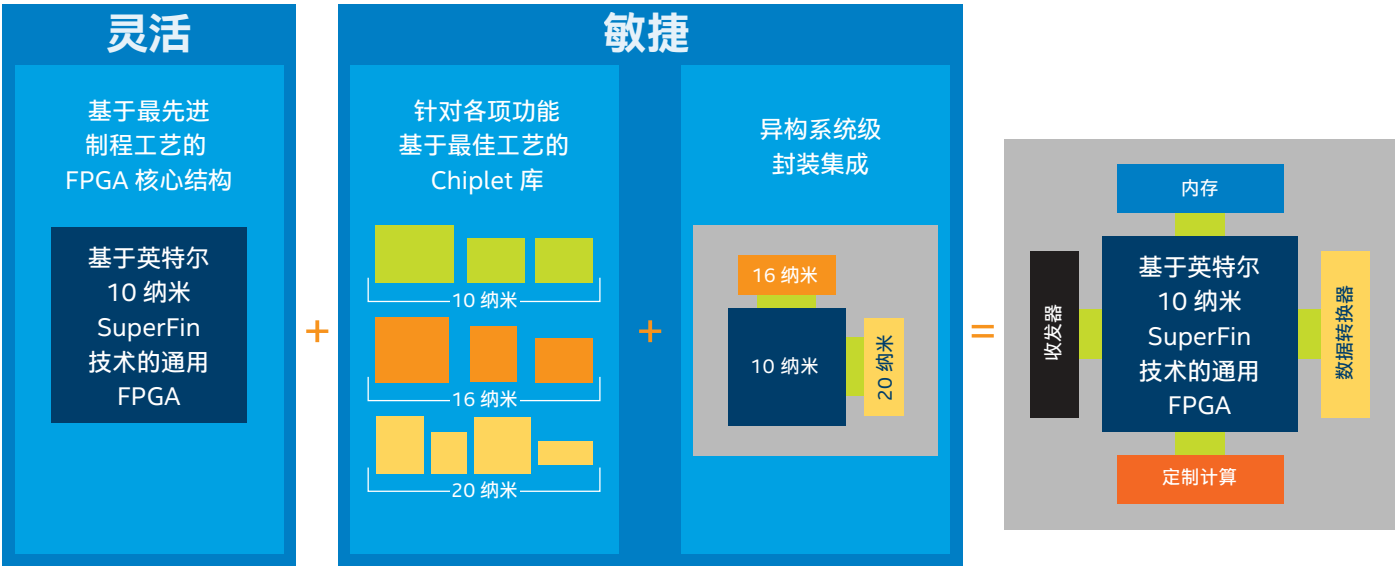 灵活
基于最先进
制程工艺的
FPGA 核心结构
基于英特尔
10 纳米
SuperFin
技术的通用
FPGA
+
敏捷
针对各项功能
基于最佳工艺的
Chiplet 库
10 纳米
16 纳米
20 纳米
+
异构系统级
封装集成
16 纳米
10 纳米
20 纳米
=
内存
收发器
基于英特尔
10 纳米
SuperFin
技术的通用
FPGA
数据转换器
定制计算